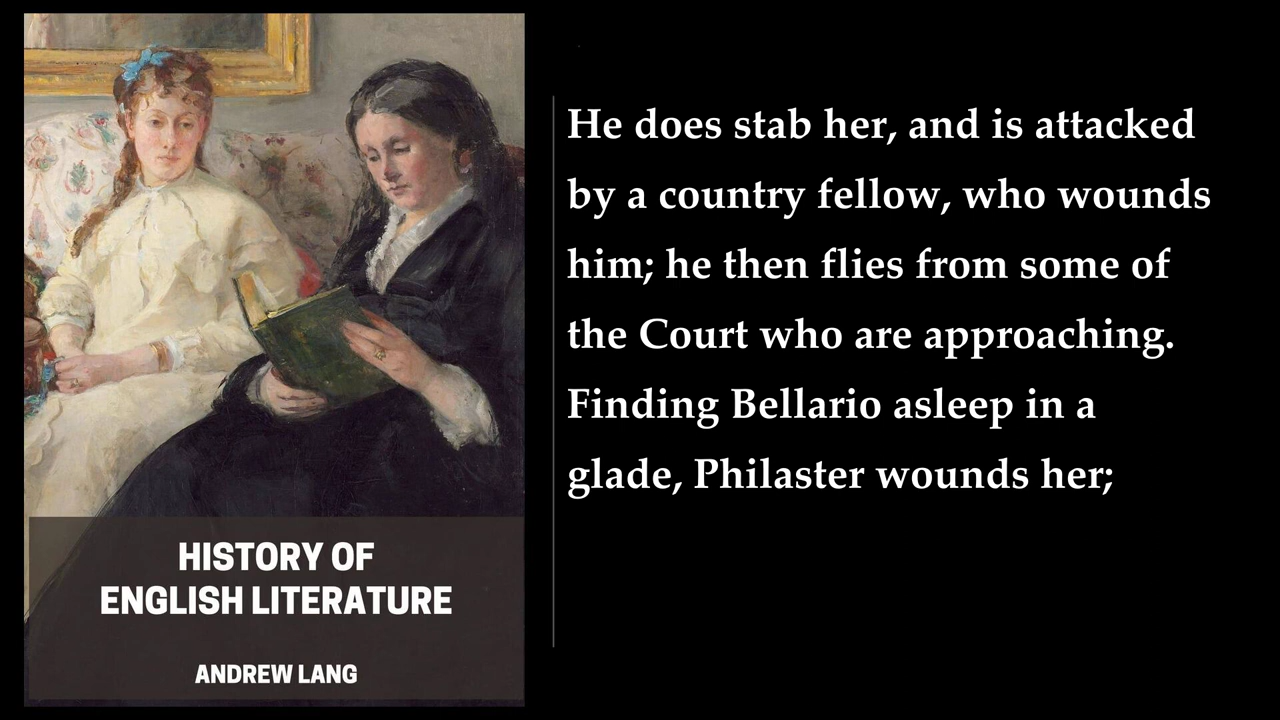 He does stab her, and is attacked
by a country fellow, who wounds
him; he then flies from some of
the Court who are approaching.
Finding Bellario asleep in a
glade, Philaster wounds her;
HISTORY OF
ENGLISH LITERATURE
ANDREW LANG